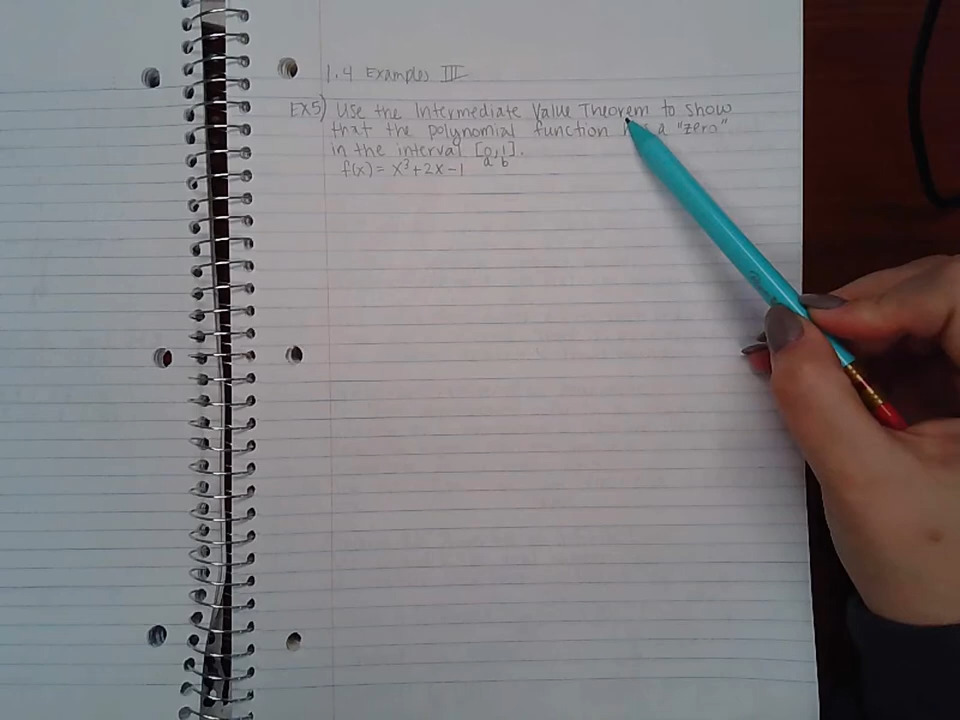 1.4 Examples III
EX5) Use the Intermediate Value Theorem to show
that the polynomial function a "zero"
in the interval [0,1].
a b
f(x) = x³+2x-1